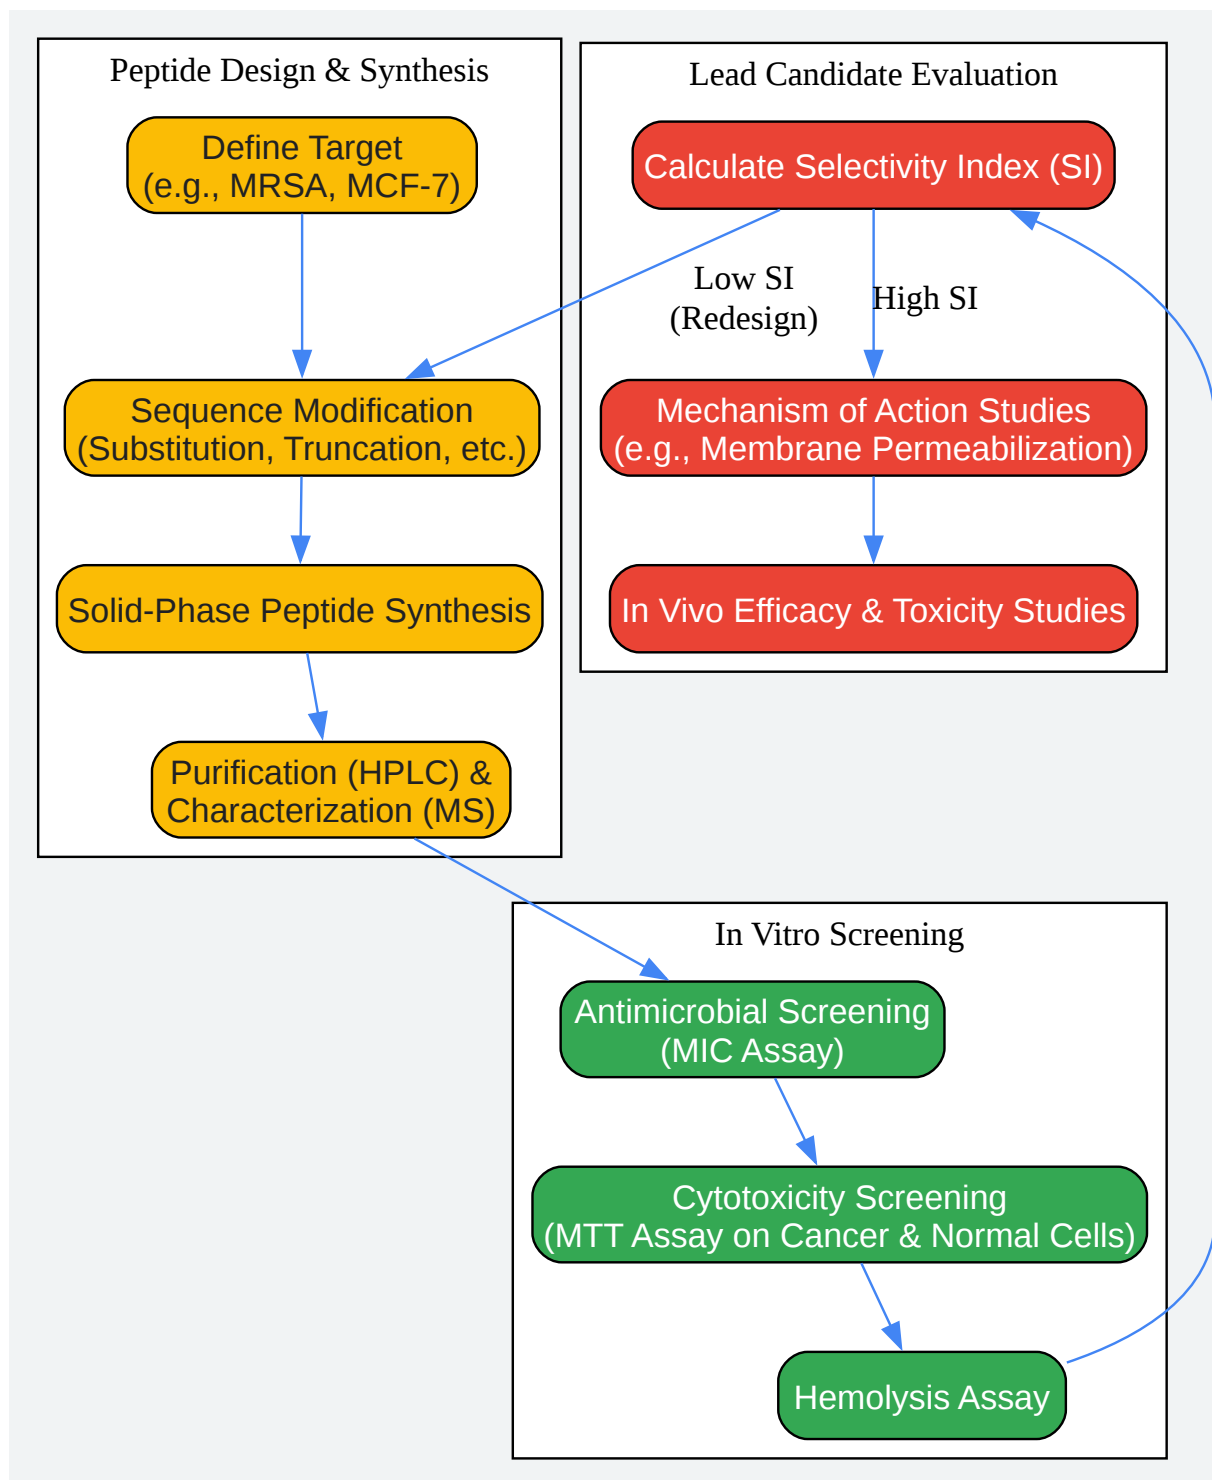 Peptide Design & Synthesis
Define Target
(e.g., MRSA, MCF-7)
Sequence Modification
(Substitution, Truncation, etc.)
Solid-Phase Peptide Synthesis
Purification (HPLC) &
Characterization (MS)
Lead Candidate Evaluation
Calculate Selectivity Index (SI)
Low SI
(Redesign)
High SI
Mechanism of Action Studies
(e.g., Membrane Permeabilization)
In Vivo Efficacy & Toxicity Studies
In Vitro Screening
Antimicrobial Screening
(MIC Assay)
Cytotoxicity Screening
(MTT Assay on Cancer & Normal Cells)
Hemolysis Assay